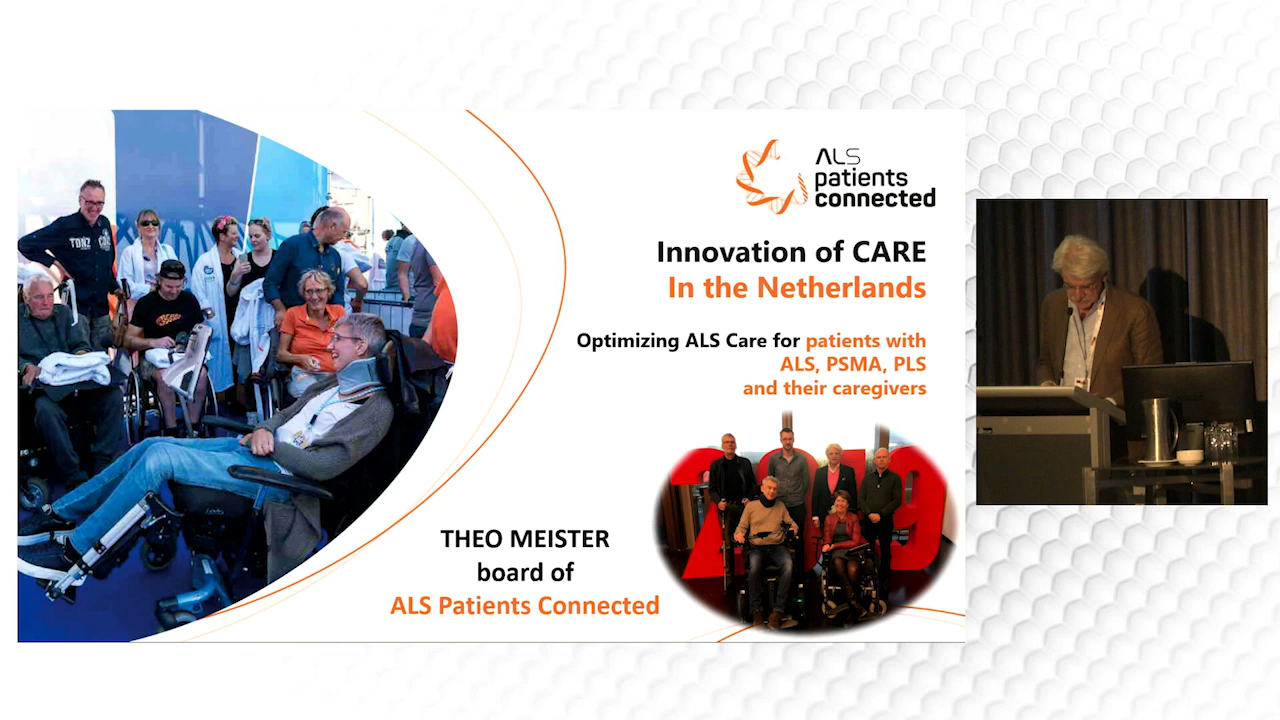 ALS
patients
connected
Innovation of CARE
In the Netherlands
Optimizing ALS Care for patients with
ALS, PSMA, PLS
and their caregivers
2019
THEO MEISTER
board of
ALS Patients Connected